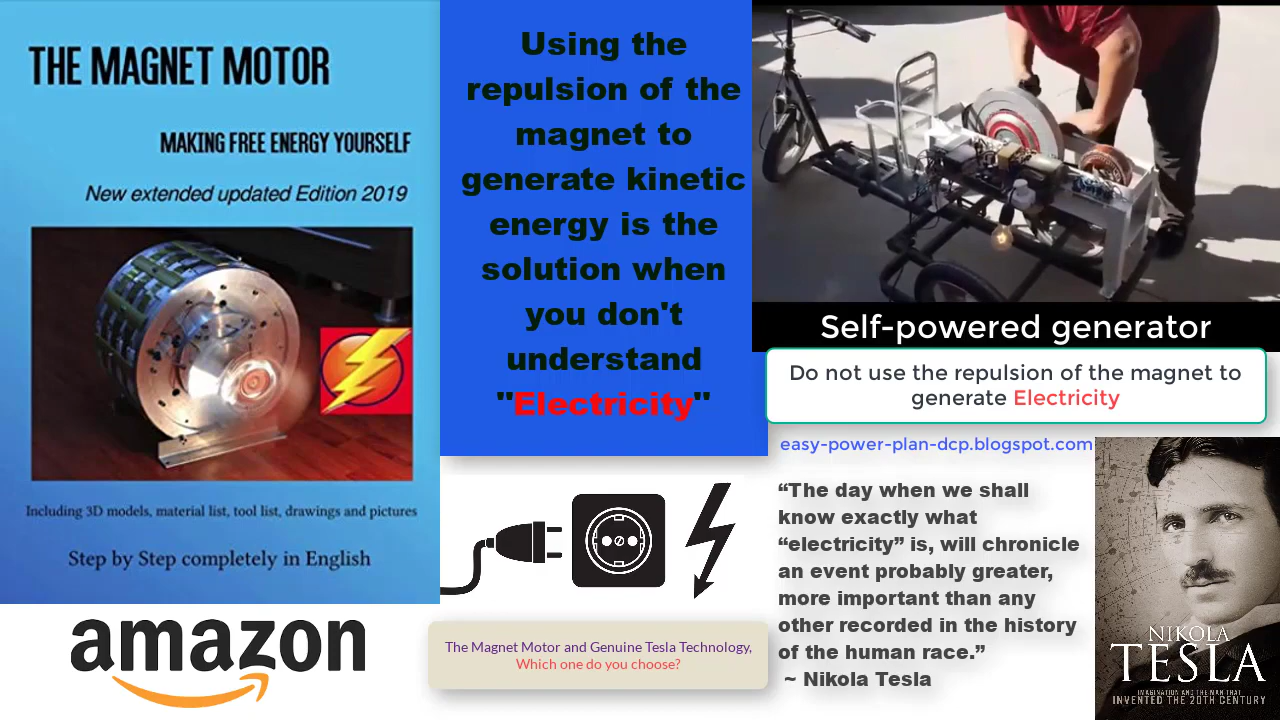 THE MAGNET MOTOR
MAKING FREE ENERGY YOURSELF
New extended updated Edition 2019
Including 3D models, material list, tool list, drawings and pictures
Step by Step completely in English
amazon
Using the
repulsion of the
magnet to
generate kinetic
energy is the
solution when
you don't
understand
"Electricity"
The Magnet Motor and Genuine Tesla Technology,
Which one do you choose?
Self-powered generator
Do not use the repulsion of the magnet to
generate Electricity
easy-power-plan-dcp.blogspot.com
“The day when we shall
know exactly what
“electricity” is, will chronicle
an event probably greater,
more important than any
other recorded in the history
of the human race.”
~ Nikola Tesla
NIKOLA
TESLA
IMAGINATION AND THE MAN THAT
INVENTED THE 20TH CENTURY